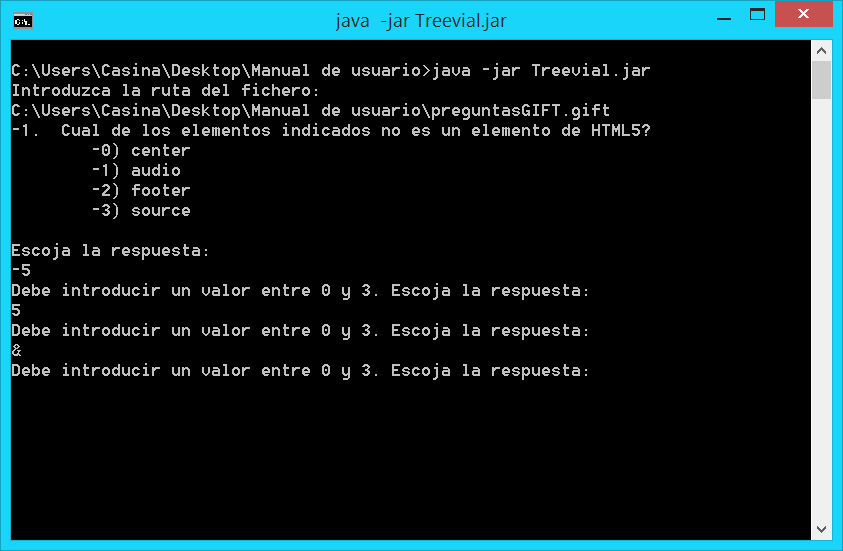 java -jar Treevial.jar
C:\Users\Casina\Desktop\Manual de usuario>java -jar Treevial.jar
Introduzca la ruta del fichero:
C:\Users\Casina\Desktop\Manual de usuario\preguntasGIFT.gift
-1.  Cual de los elementos indicados no es un elemento de HTML5?
-0) center
-1) audio
-2) footer
-3) source
Escoja la respuesta:
-5
Debe introducir un valor entre 0 y 3. Escoja la respuesta:
5
Debe introducir un valor entre 0 y 3. Escoja la respuesta:
&
Debe introducir un valor entre 0 y 3. Escoja la respuesta: